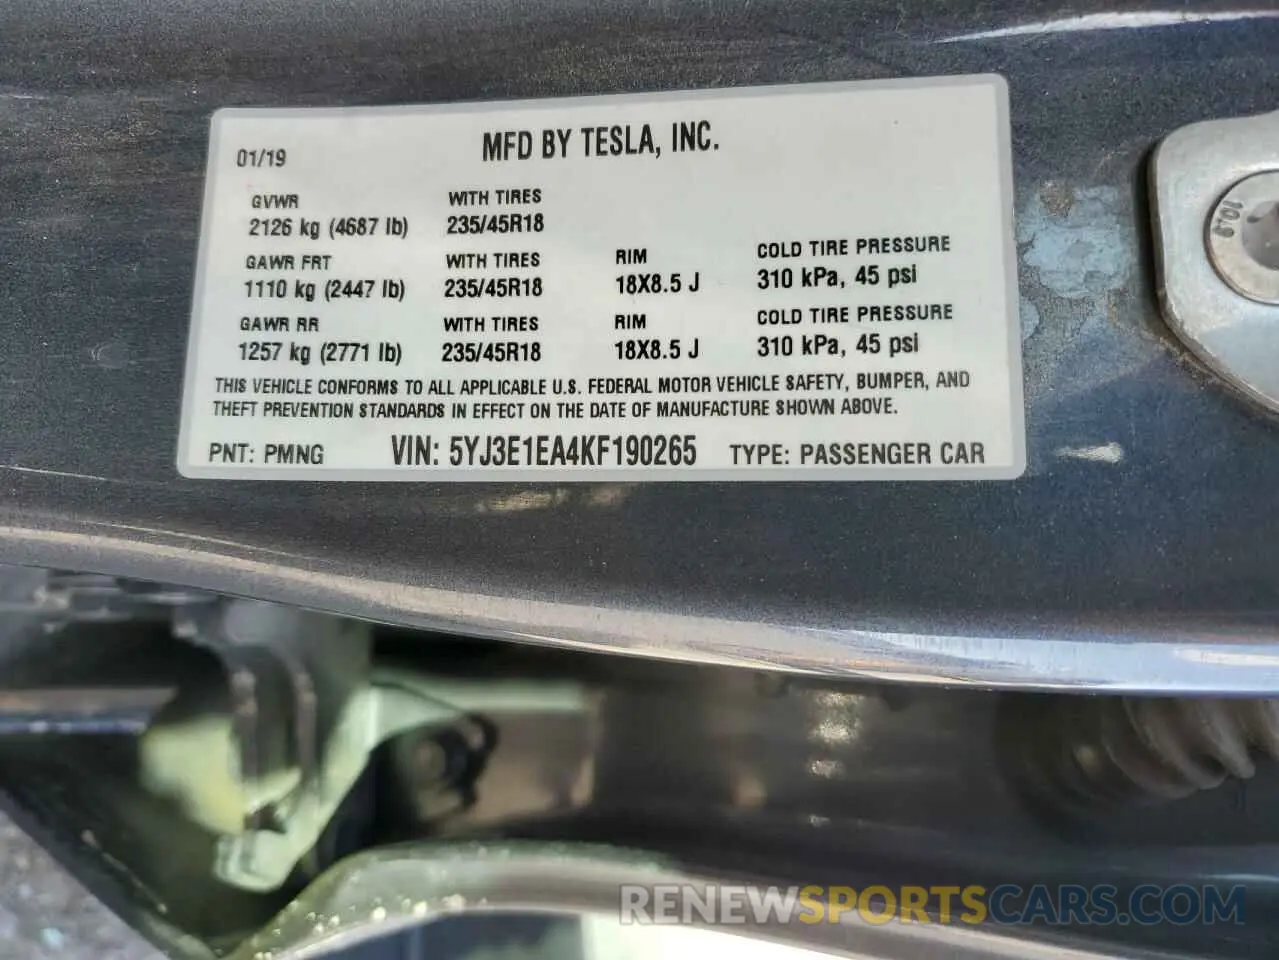 MFD BY TESLA, INC.
01/19
GVWR WITH TIRES
2126 kg (4687 lb) 235/45R18
GAWR FRT WITH TIRES RIM COLD TIRE PRESSURE
1110 kg (2447 lb) 235/45R18 18X8.5 J 310 kPa, 45 psi
GAWR RR WITH TIRES RIM COLD TIRE PRESSURE
1257 kg (2771 lb) 235/45R18 18X8.5 J 310 kPa, 45 psi
THIS VEHICLE CONFORMS TO ALL APPLICABLE U.S. FEDERAL MOTOR VEHICLE SAFETY, BUMPER, AND
THEFT PREVENTION STANDARDS IN EFFECT ON THE DATE OF MANUFACTURE SHOWN ABOVE.
PNT: PMNG VIN: 5YJ3E1EA4KF190265 TYPE: PASSENGER CAR
10.9
RENEWSPORTSCARS.COM